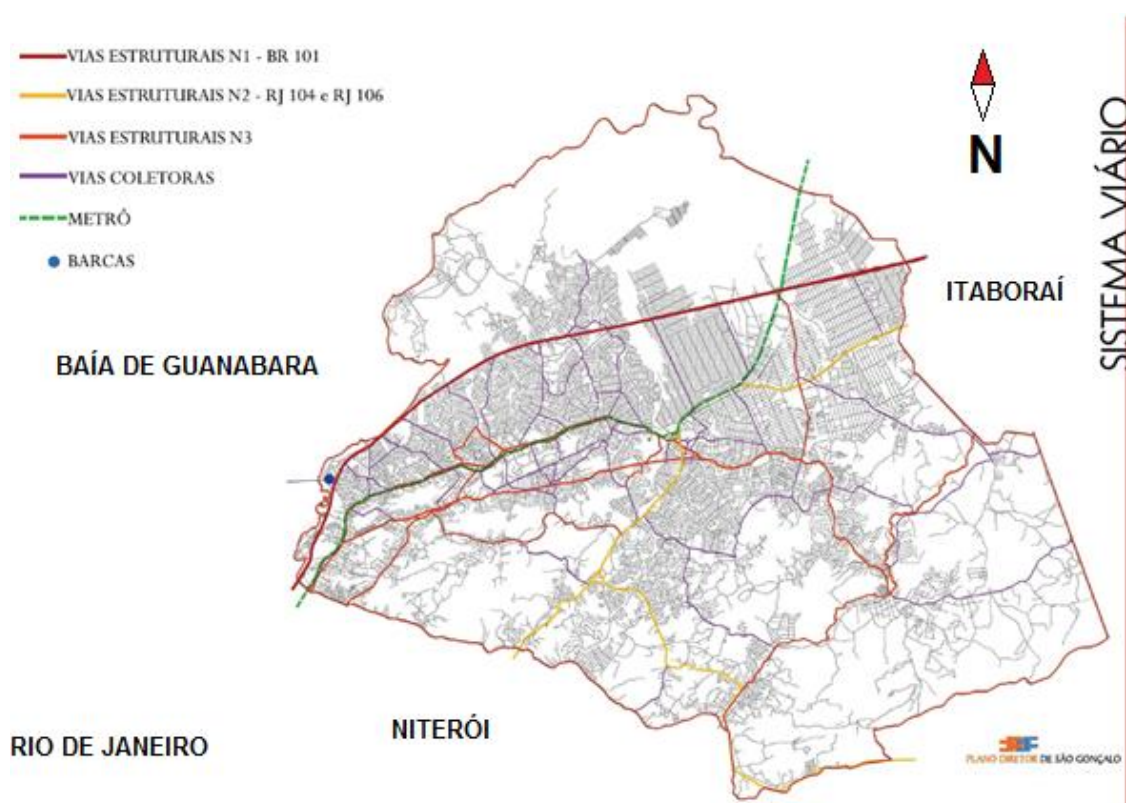 VIAS ESTRUTURAIS N1 - BR 101
VIAS ESTRUTURAIS N2 - RJ 104 e RJ 106
VIAS ESTRUTURAIS N3
VIAS COLETORAS
METRÔ
BARCAS
N
SISTEMA VIÁRIO
ITABORAÍ
BAÍA DE GUANABARA
NITERÓI
RIO DE JANEIRO
PLANO DIRETOR DE SÃO GONÇALO